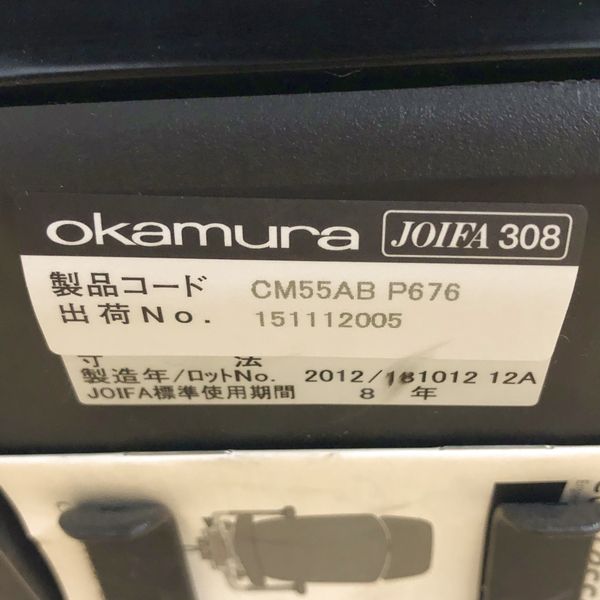 okamura JOIFA 308
製品コード CM55AB P676
出荷No. 151112005
寸 法
製造年/ロットNo. 2012/181012 12A
JOIFA標準使用期間 8 年